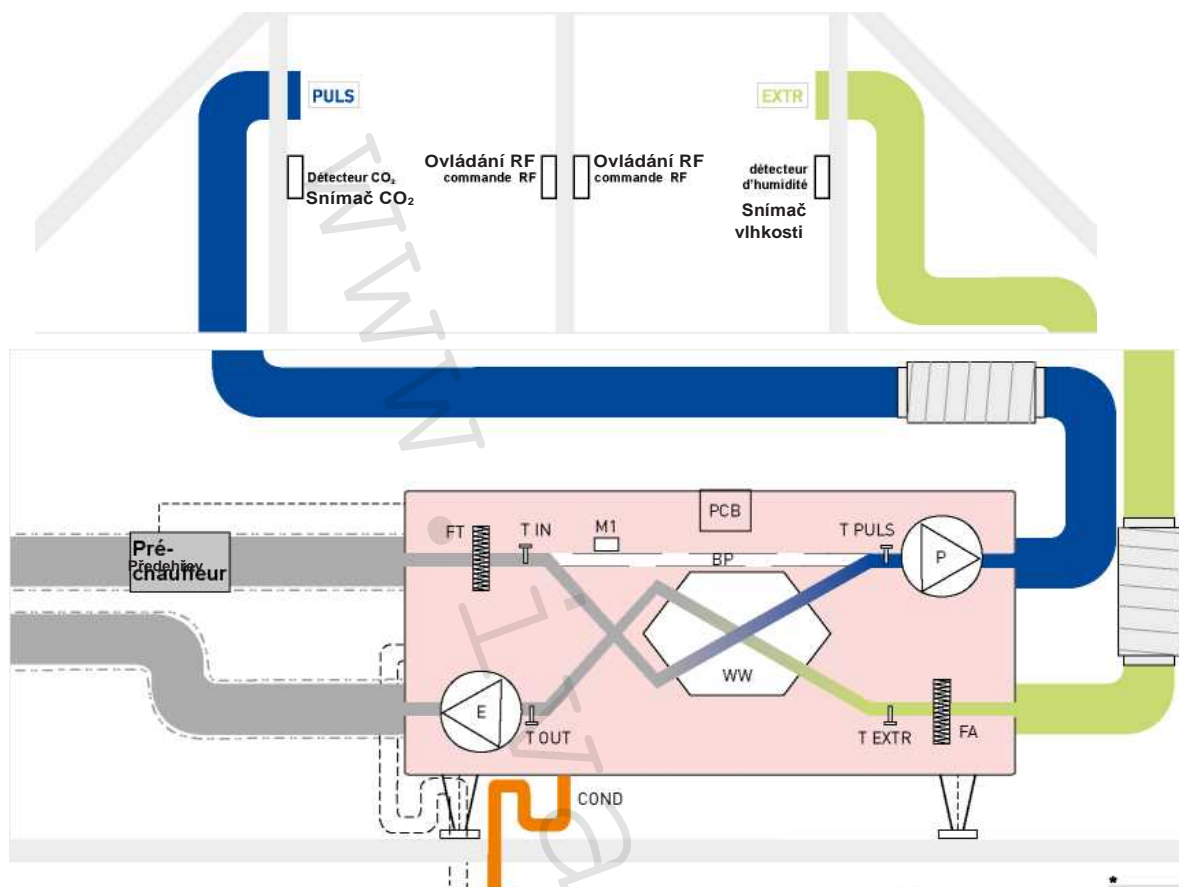 PULS
EXTR
Détecteur CO₂
Snímač CO₂
Ovládání RF
commande RF
Ovládání RF
commande RF
détecteur
d'humidité
Snímač
vlhkosti
PCB
FT
T IN
M1
T PULS
BP
P
Pré-
Předehřev
chauffeur
WW
E
T OUT
T EXTR
FA
COND
*